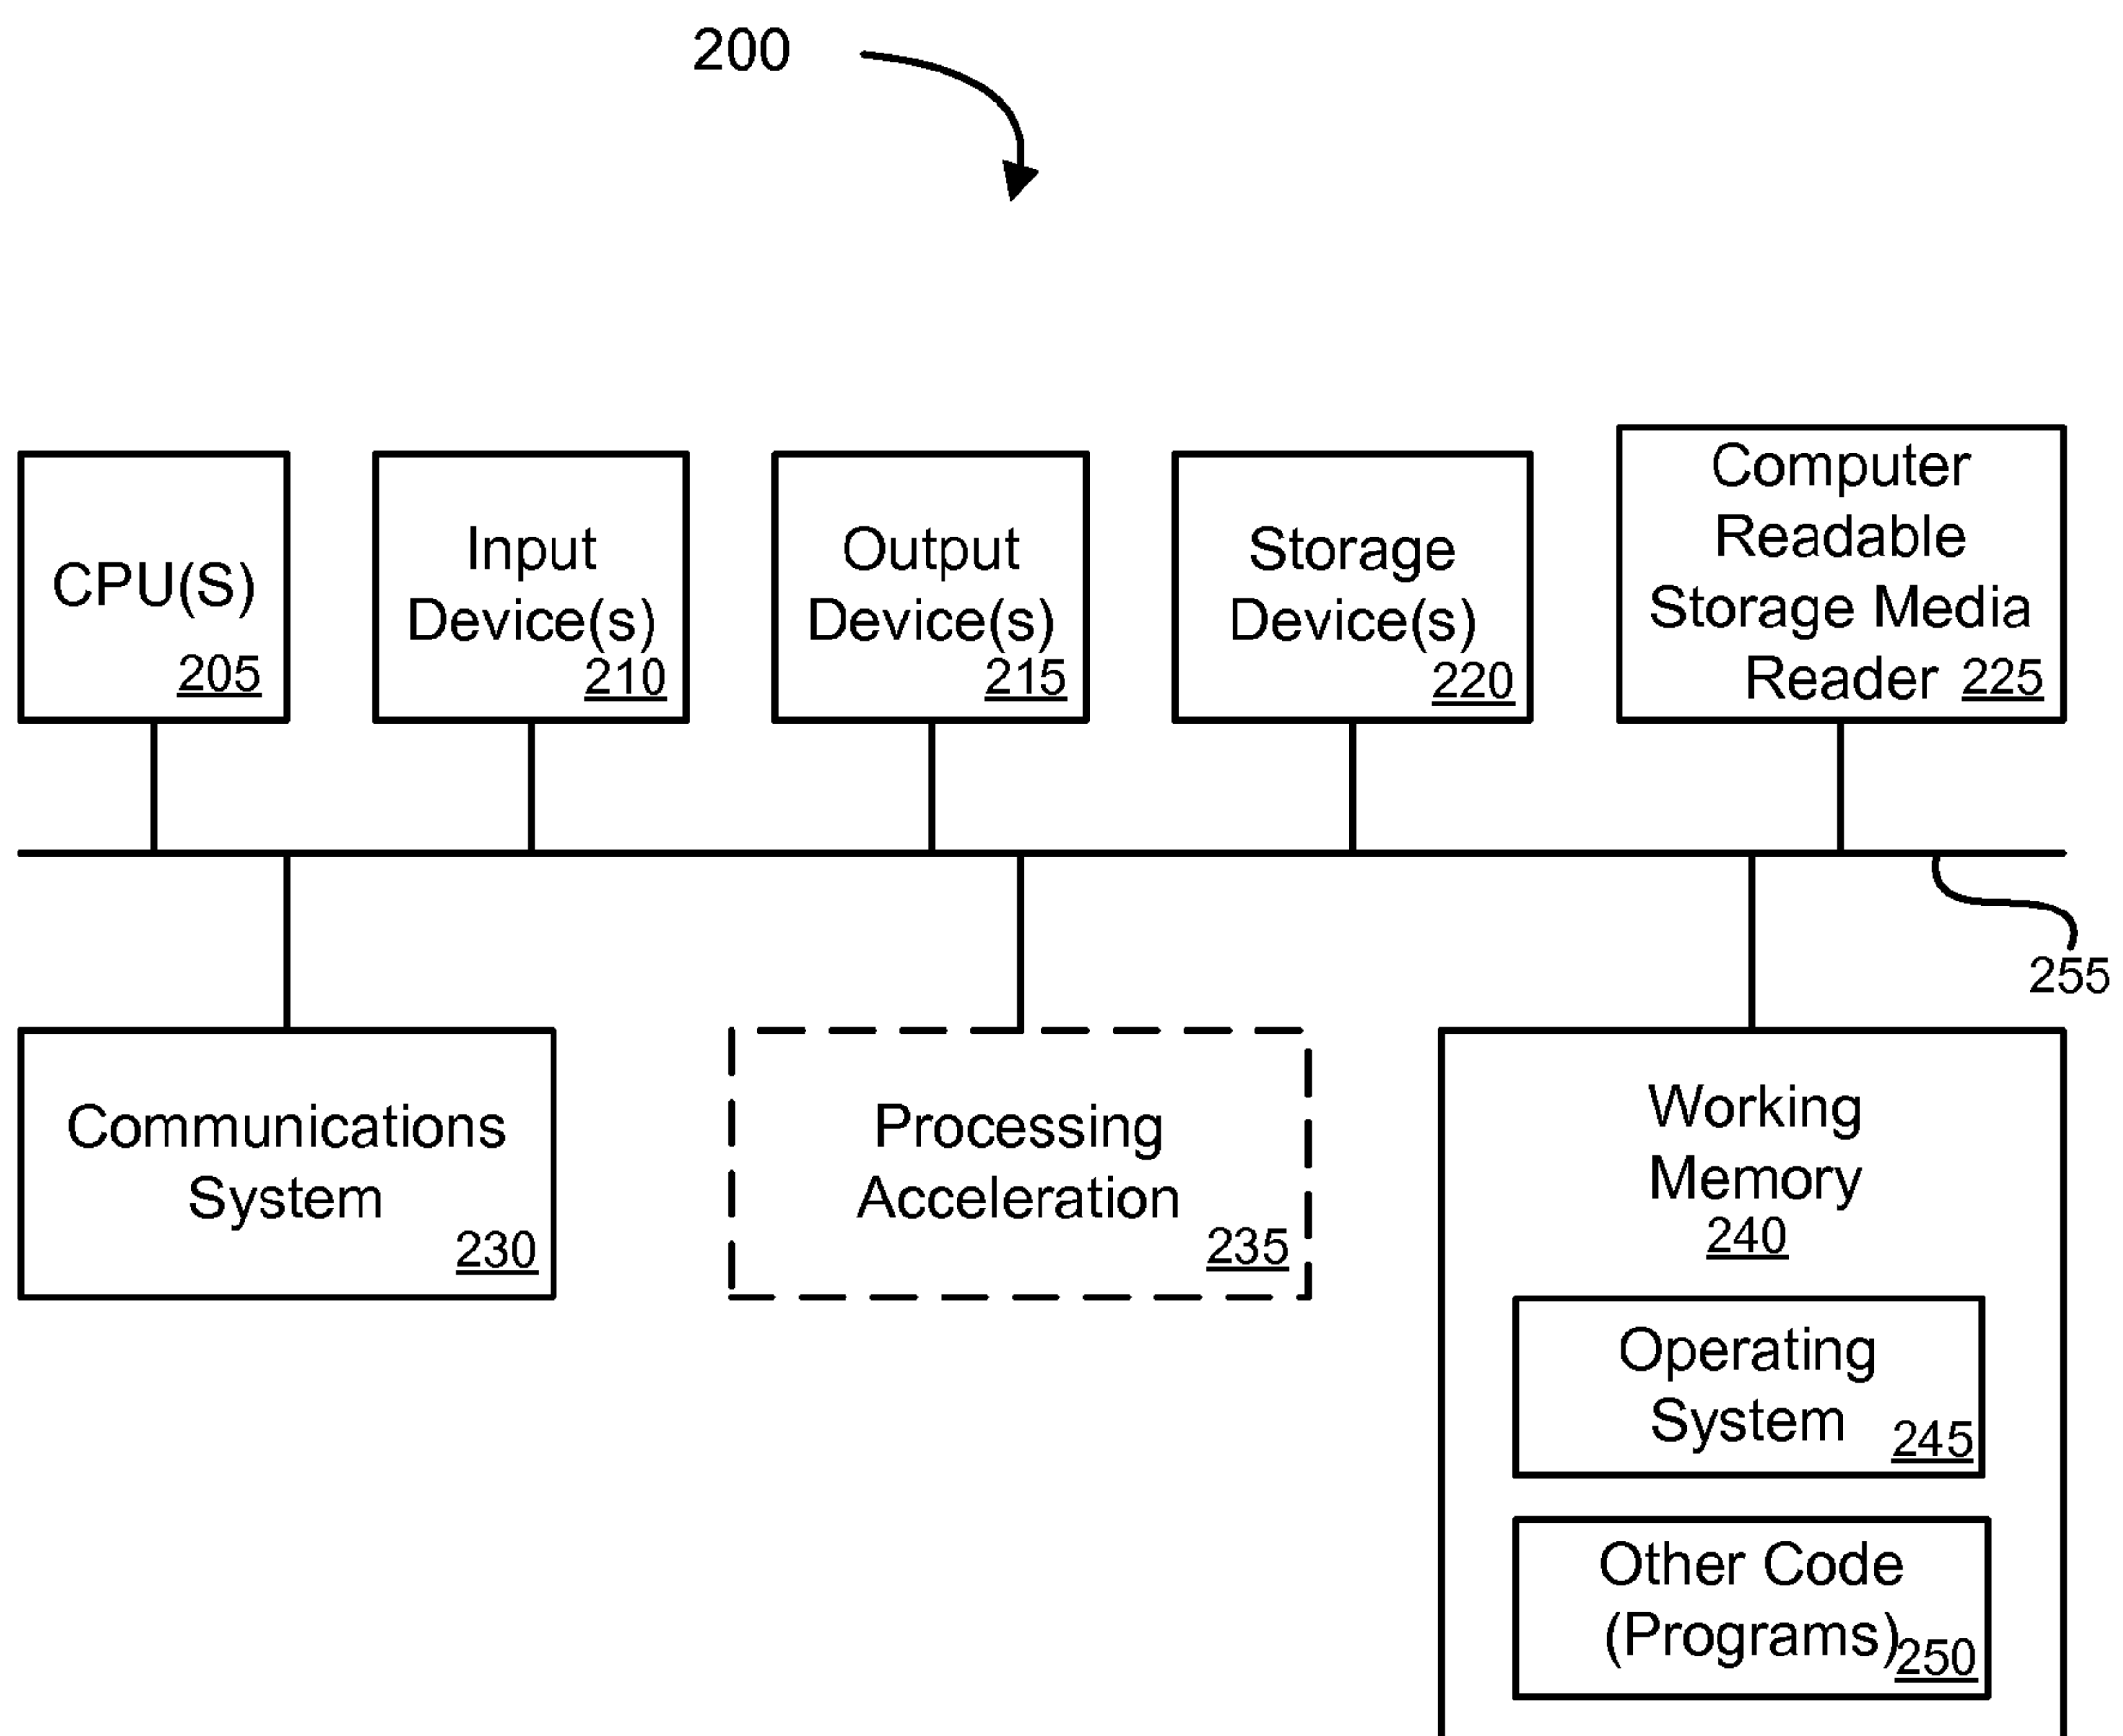 200
CPU(S)
205
Input
Device(s)
210
Output
Device(s)
215
Storage
Device(s)
220
Computer
Readable
Storage Media
Reader 225
255
Communications
System
230
Processing
Acceleration
235
Working
Memory
240
Operating
System
245
Other Code
(Programs)
250